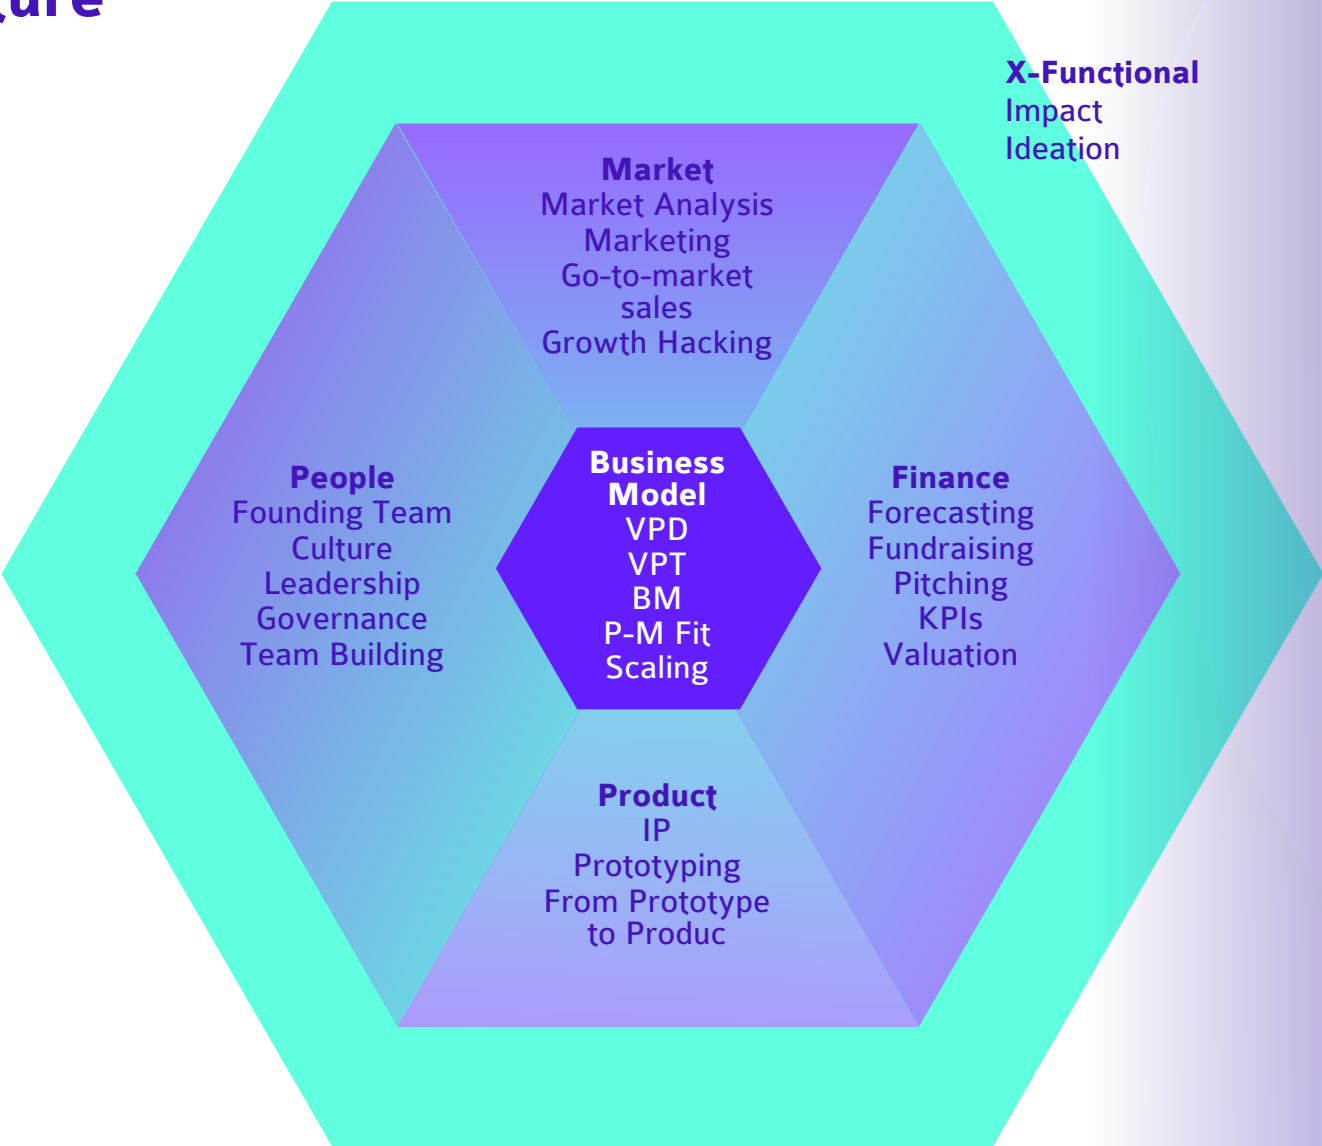 ture
X-Functional
Impact
Ideation
Market
Market Analysis
Marketing
Go-to-market
sales
Growth Hacking
People
Founding Team
Culture
Leadership
Governance
Team Building
Business
Model
VPD
VPT
BM
P-M Fit
Scaling
Finance
Forecasting
Fundraising
Pitching
KPIs
Valuation
Product
IP
Prototyping
From Prototype
to Produc